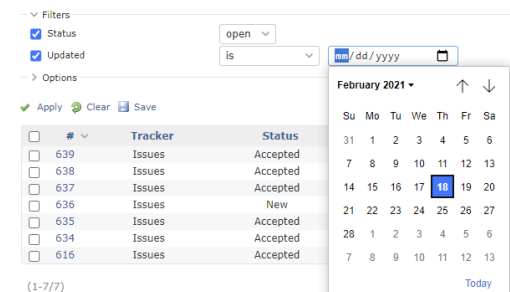 Filters
Status open
Updated is mm/dd/yyyy
Options
Apply Clear Save
# Tracker Status
639 Issues Accepted
638 Issues Accepted
637 Issues Accepted
636 Issues New
635 Issues Accepted
634 Issues Accepted
616 Issues Accepted
(1-7/7)
February 2021
Su Mo Tu We Th Fr Sa
31 1 2 3 4 5 6
7 8 9 10 11 12 13
14 15 16 17 18 19 20
21 22 23 24 25 26 27
28 1 2 3 4 5 6
7 8 9 10 11 12 13
Today